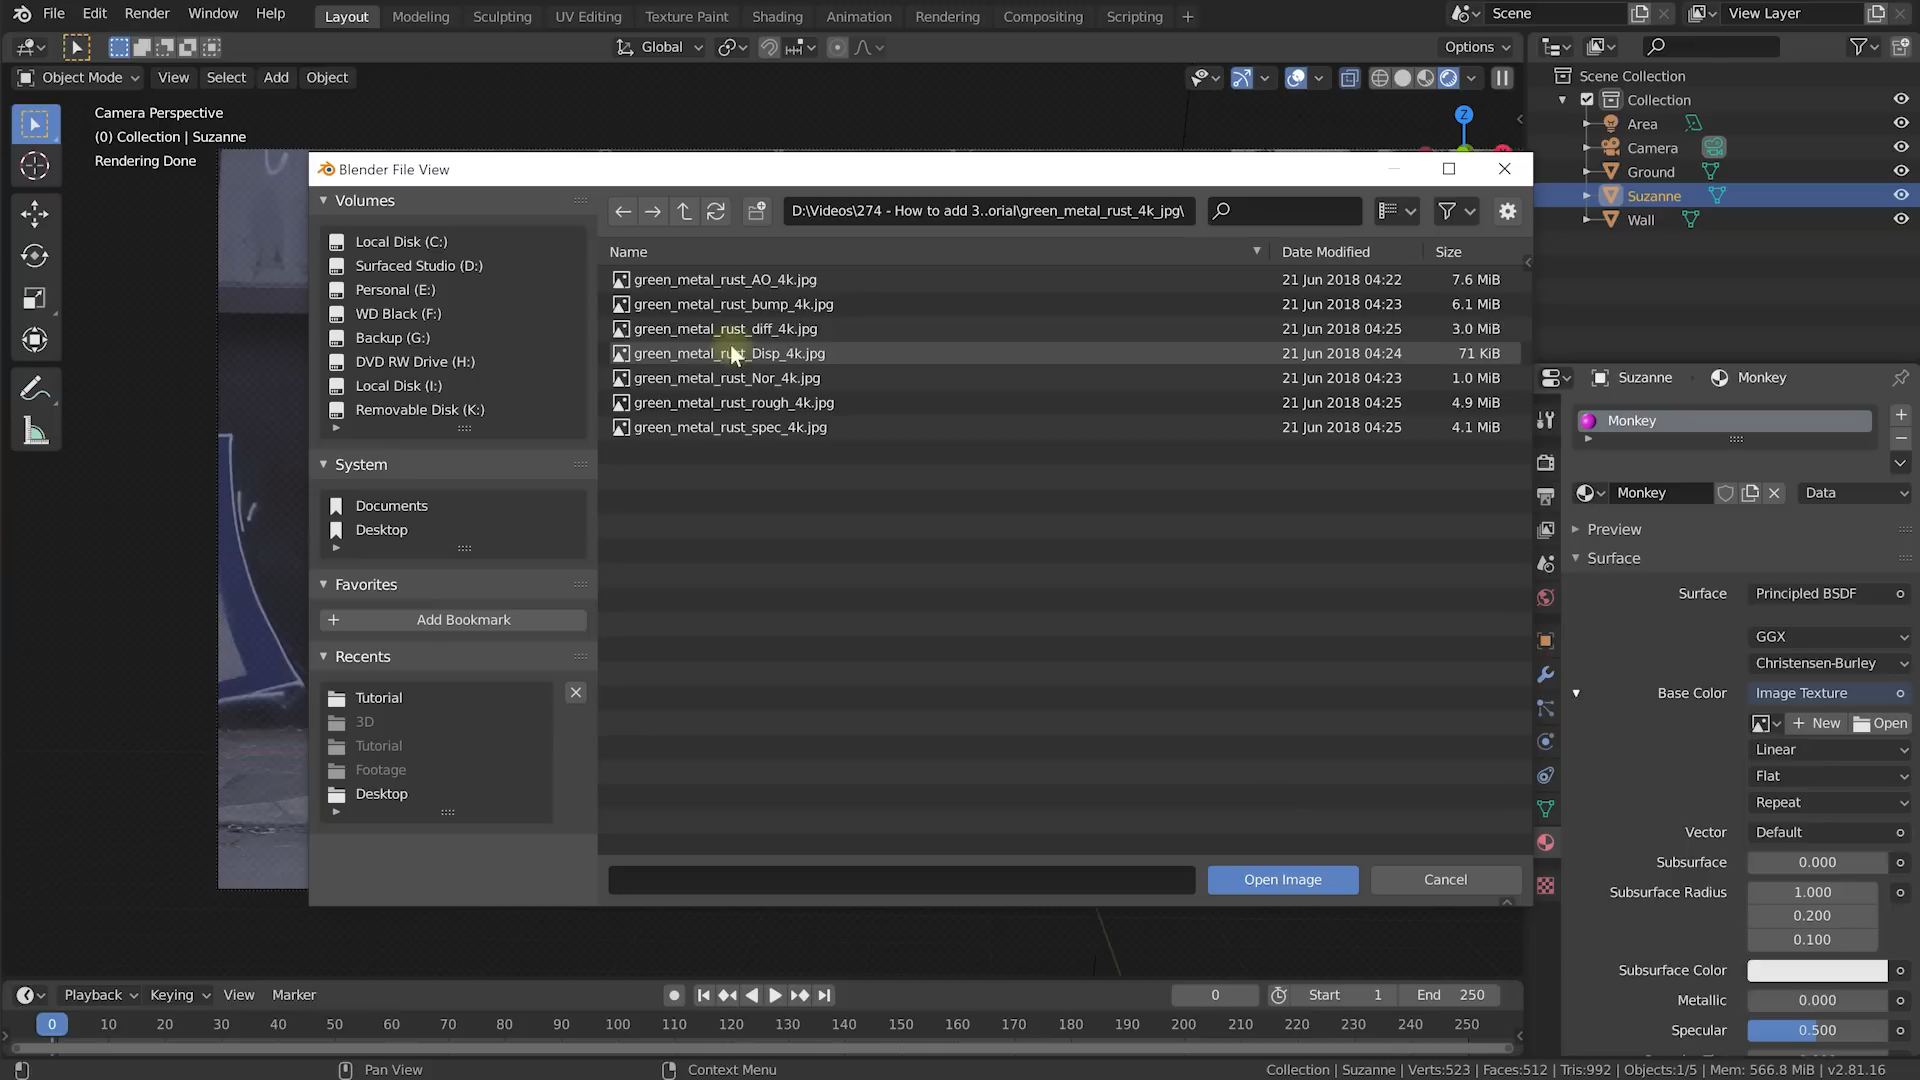 File Edit Render Window Help Layout Modeling Sculpting UV Editing Texture Paint Shading Animation Rendering Compositing Scripting + Scene View Layer
Global Options
Object Mode View Select Add Object
Camera Perspective
(0) Collection | Suzanne
Rendering Done
Z
Scene Collection
Collection
Area
Camera
Ground
Suzanne
Wall
Blender File View
Volumes
Local Disk (C:)
Surfaced Studio (D:)
Personal (E:)
WD Black (F:)
Backup (G:)
DVD RW Drive (H:)
Local Disk (I:)
Removable Disk (K:)
System
Documents
Desktop
Favorites
Add Bookmark
Recents
Tutorial
3D
Tutorial
Footage
Desktop
D:\Videos\274 - How to add 3..orial\green_metal_rust_4k_jpg\
Name Date Modified Size
green_metal_rust_AO_4k.jpg 21 Jun 2018 04:22 7.6 MiB
green_metal_rust_bump_4k.jpg 21 Jun 2018 04:23 6.1 MiB
green_metal_rust_diff_4k.jpg 21 Jun 2018 04:25 3.0 MiB
green_metal_rust_Disp_4k.jpg 21 Jun 2018 04:24 71 KiB
green_metal_rust_Nor_4k.jpg 21 Jun 2018 04:23 1.0 MiB
green_metal_rust_rough_4k.jpg 21 Jun 2018 04:25 4.9 MiB
green_metal_rust_spec_4k.jpg 21 Jun 2018 04:25 4.1 MiB
Open Image Cancel
Suzanne Monkey
Monkey
Monkey Data
Preview
Surface
Surface Principled BSDF
GGX
Christensen-Burley
Base Color Image Texture
+ New Open
Linear
Flat
Repeat
Vector Default
Subsurface 0.000
Subsurface Radius 1.000
0.200
0.100
Subsurface Color
Metallic 0.000
Specular 0.500
Playback Keying View Marker 0 Start 1 End 250
0 10 20 30 40 50 60 70 80 90 100 110 120 130 140 150 160 170 180 190 200 210 220 230 240 250
Pan View Context Menu Collection | Suzanne | Verts:523 | Faces:512 | Tris:992 | Objects:1/5 | Mem: 566.8 MiB | v2.81.16